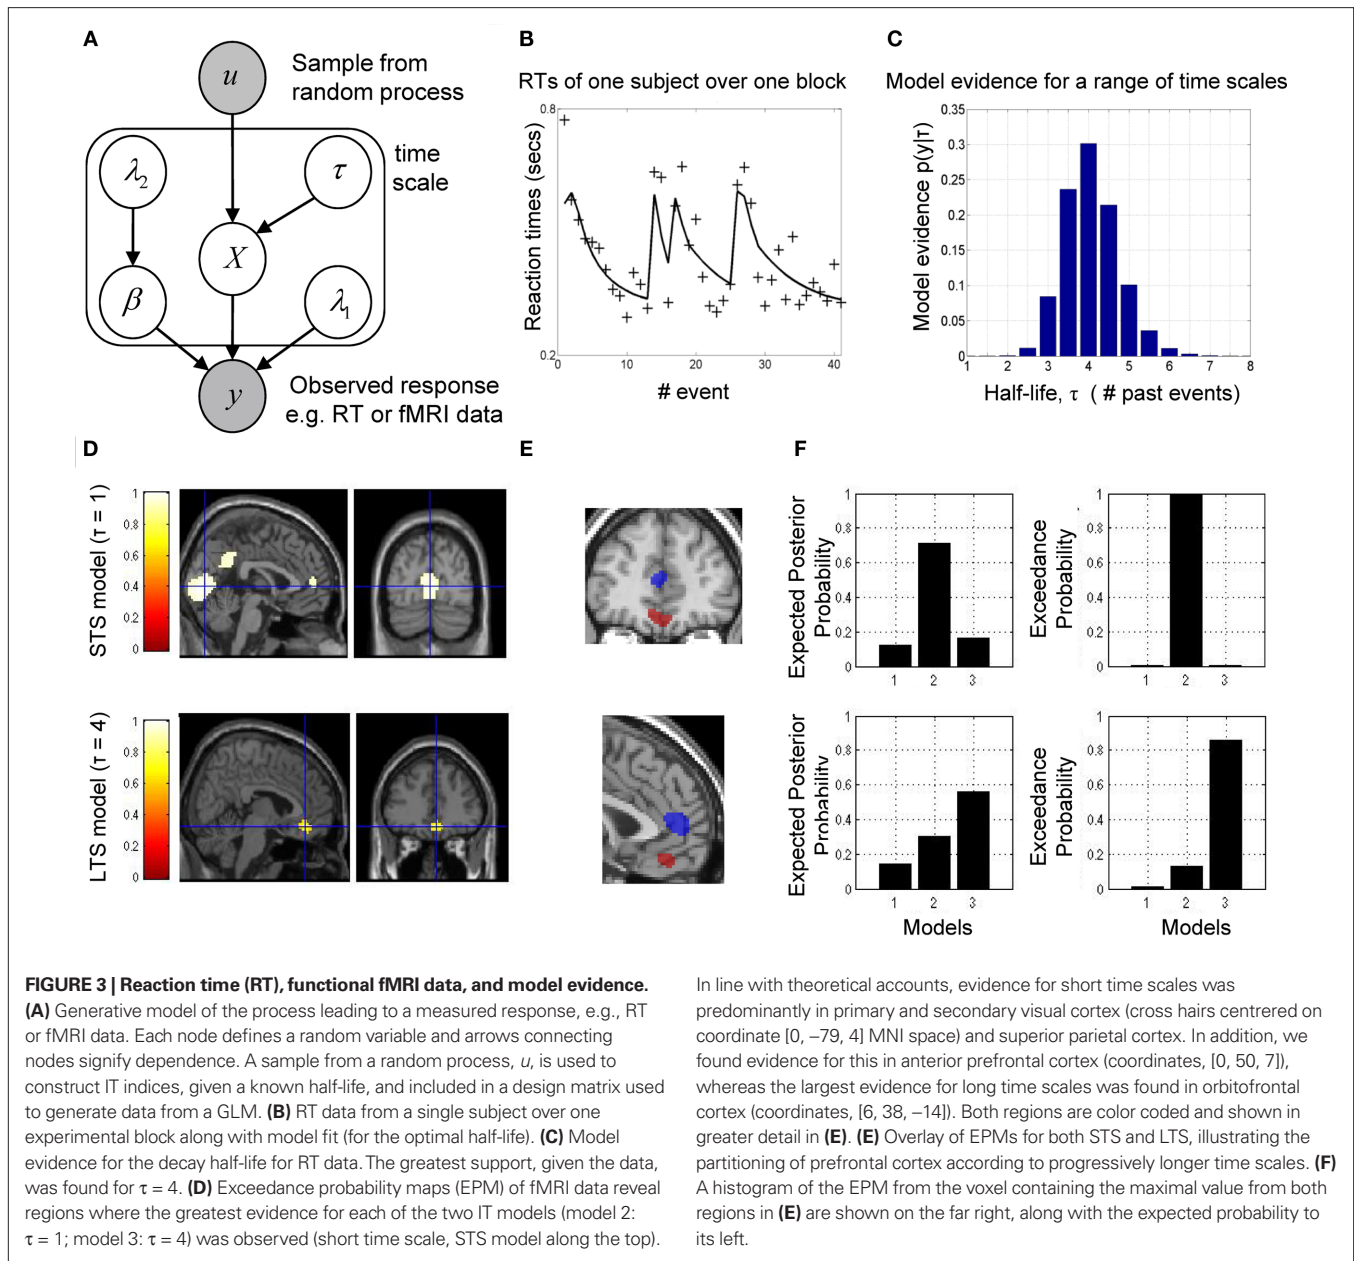 A
u
Sample from
random process
λ2
τ
time
scale
X
β
λ1
y
Observed response
e.g. RT or fMRI data
B
RTs of one subject over one block
Reaction times (secs)
0.8
0.2
0
10
20
30
40
# event
C
Model evidence for a range of time scales
Model evidence p(y|τ)
0.35
0.3
0.25
0.2
0.15
0.1
0.05
0
1
2
3
4
5
6
7
8
Half-life, τ ( # past events)
D
STS model (τ = 1)
1
0.8
0.6
0.4
0.2
0
LTS model (τ = 4)
1
0.8
0.6
0.4
0.2
0
E
F
Expected Posterior
Probability
1
0.8
0.6
0.4
0.2
0
1 2 3
Exceedance
Probability
1
0.8
0.6
0.4
0.2
0
1 2 3
Expected Posterior
Probability
1
0.8
0.6
0.4
0.2
0
1 2 3
Models
Exceedance
Probability
1
0.8
0.6
0.4
0.2
0
1 2 3
Models
FIGURE 3 | Reaction time (RT), functional fMRI data, and model evidence.
(A) Generative model of the process leading to a measured response, e.g., RT
or fMRI data. Each node defines a random variable and arrows connecting
nodes signify dependence. A sample from a random process, u, is used to
construct IT indices, given a known half-life, and included in a design matrix used
to generate data from a GLM. (B) RT data from a single subject over one
experimental block along with model fit (for the optimal half-life). (C) Model
evidence for the decay half-life for RT data. The greatest support, given the data,
was found for τ = 4. (D) Exceedance probability maps (EPM) of fMRI data reveal
regions where the greatest evidence for each of the two IT models (model 2:
τ = 1; model 3: τ = 4) was observed (short time scale, STS model along the top).
In line with theoretical accounts, evidence for short time scales was
predominantly in primary and secondary visual cortex (cross hairs centrered on
coordinate [0, −79, 4] MNI space) and superior parietal cortex. In addition, we
found evidence for this in anterior prefrontal cortex (coordinates, [0, 50, 7]),
whereas the largest evidence for long time scales was found in orbitofrontal
cortex (coordinates, [6, 38, −14]). Both regions are color coded and shown in
greater detail in (E). (E) Overlay of EPMs for both STS and LTS, illustrating the
partitioning of prefrontal cortex according to progressively longer time scales. (F)
A histogram of the EPM from the voxel containing the maximal value from both
regions in (E) are shown on the far right, along with the expected probability to
its left.